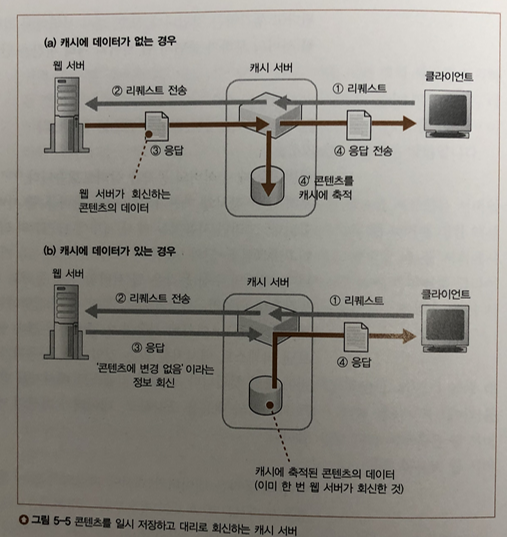 (a) 캐시에 데이터가 없는 경우
웹 서버
캐시 서버
클라이언트
② 리퀘스트 전송
① 리퀘스트
③ 응답
④ 응답 전송
웹 서버가 회신하는
콘텐츠의 데이터
④' 콘텐츠를
캐시에 축적
(b) 캐시에 데이터가 있는 경우
웹 서버
캐시 서버
클라이언트
② 리퀘스트 전송
① 리퀘스트
③ 응답
④ 응답
'콘텐츠에 변경 없음'이라는
정보 회신
캐시에 축적된 콘텐츠의 데이터
(이미 한 번 웹 서버가 회신한 것)
그림 5-5 콘텐츠를 일시 저장하고 대리로 회신하는 캐시 서버